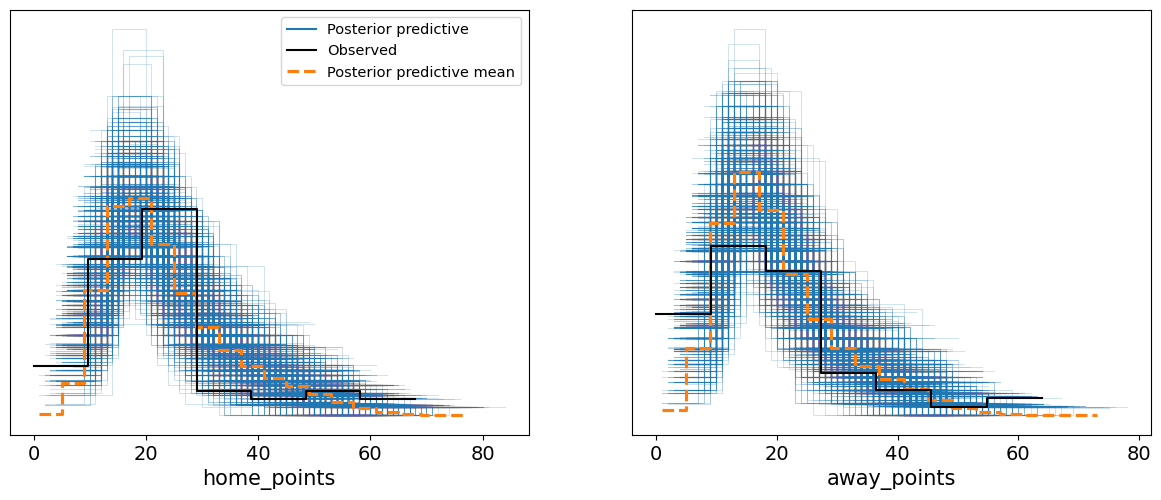 Posterior predictive
Observed
Posterior predictive mean
0 20 40 60 80
home_points
0 20 40 60 80
away_points